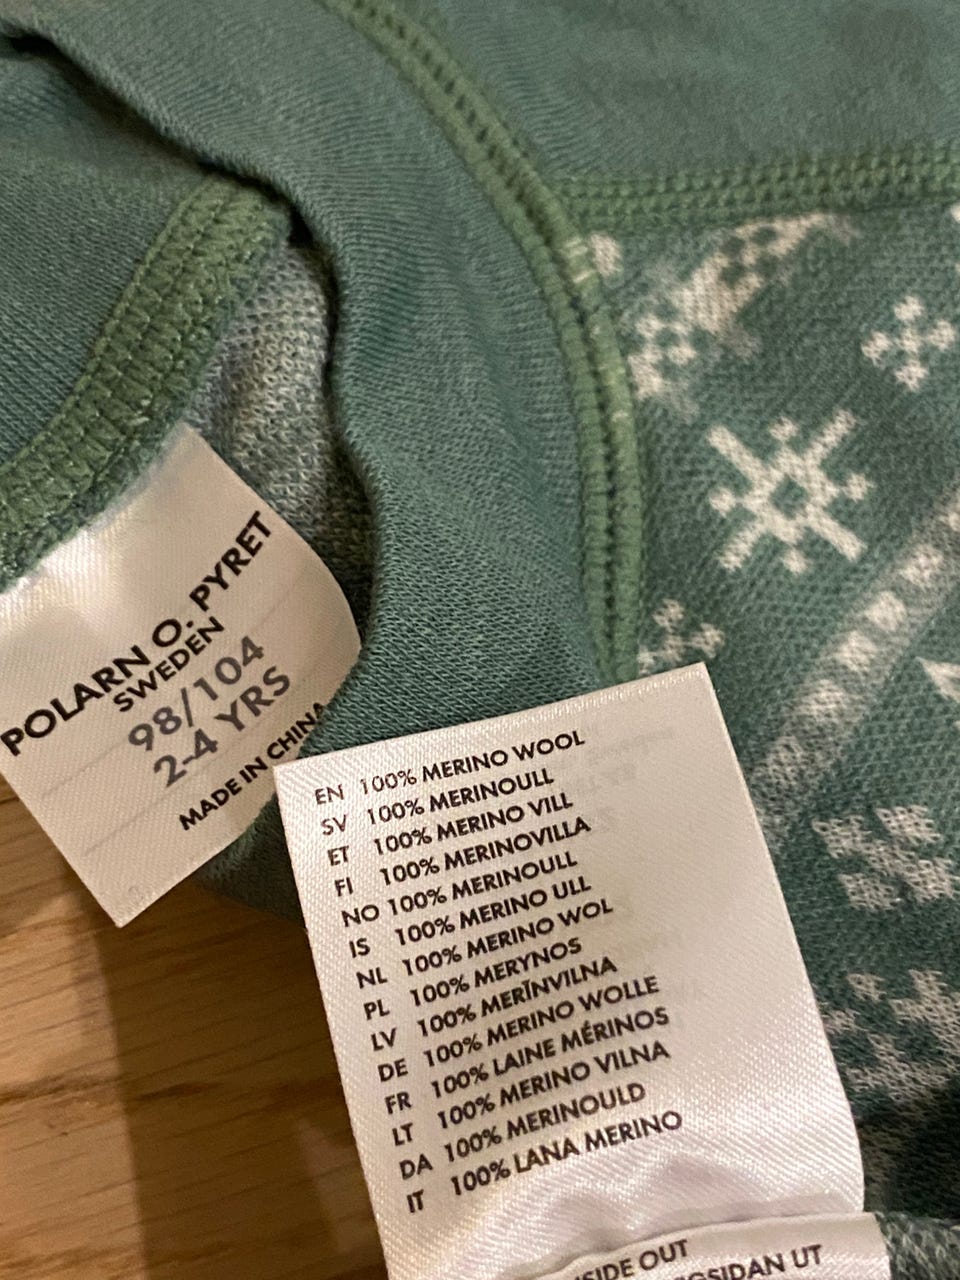 POLARN O. PYRET
SWEDEN
98/104
2-4 YRS
MADE IN CHINA
EN 100% MERINO WOOL
SV 100% MERINOULL
ET 100% MERINO VILL
FI 100% MERINOVILLA
NO 100% MERINOULL
IS 100% MERINO ULL
NL 100% MERINO WOL
PL 100% MERYNOS
LV 100% MERĪNVILNA
DE 100% MERINO WOLLE
FR 100% LAINE MÉRINOS
LT 100% MERINO VILNA
DA 100% MERINOULD
IT 100% LANA MERINO
OUT
UT